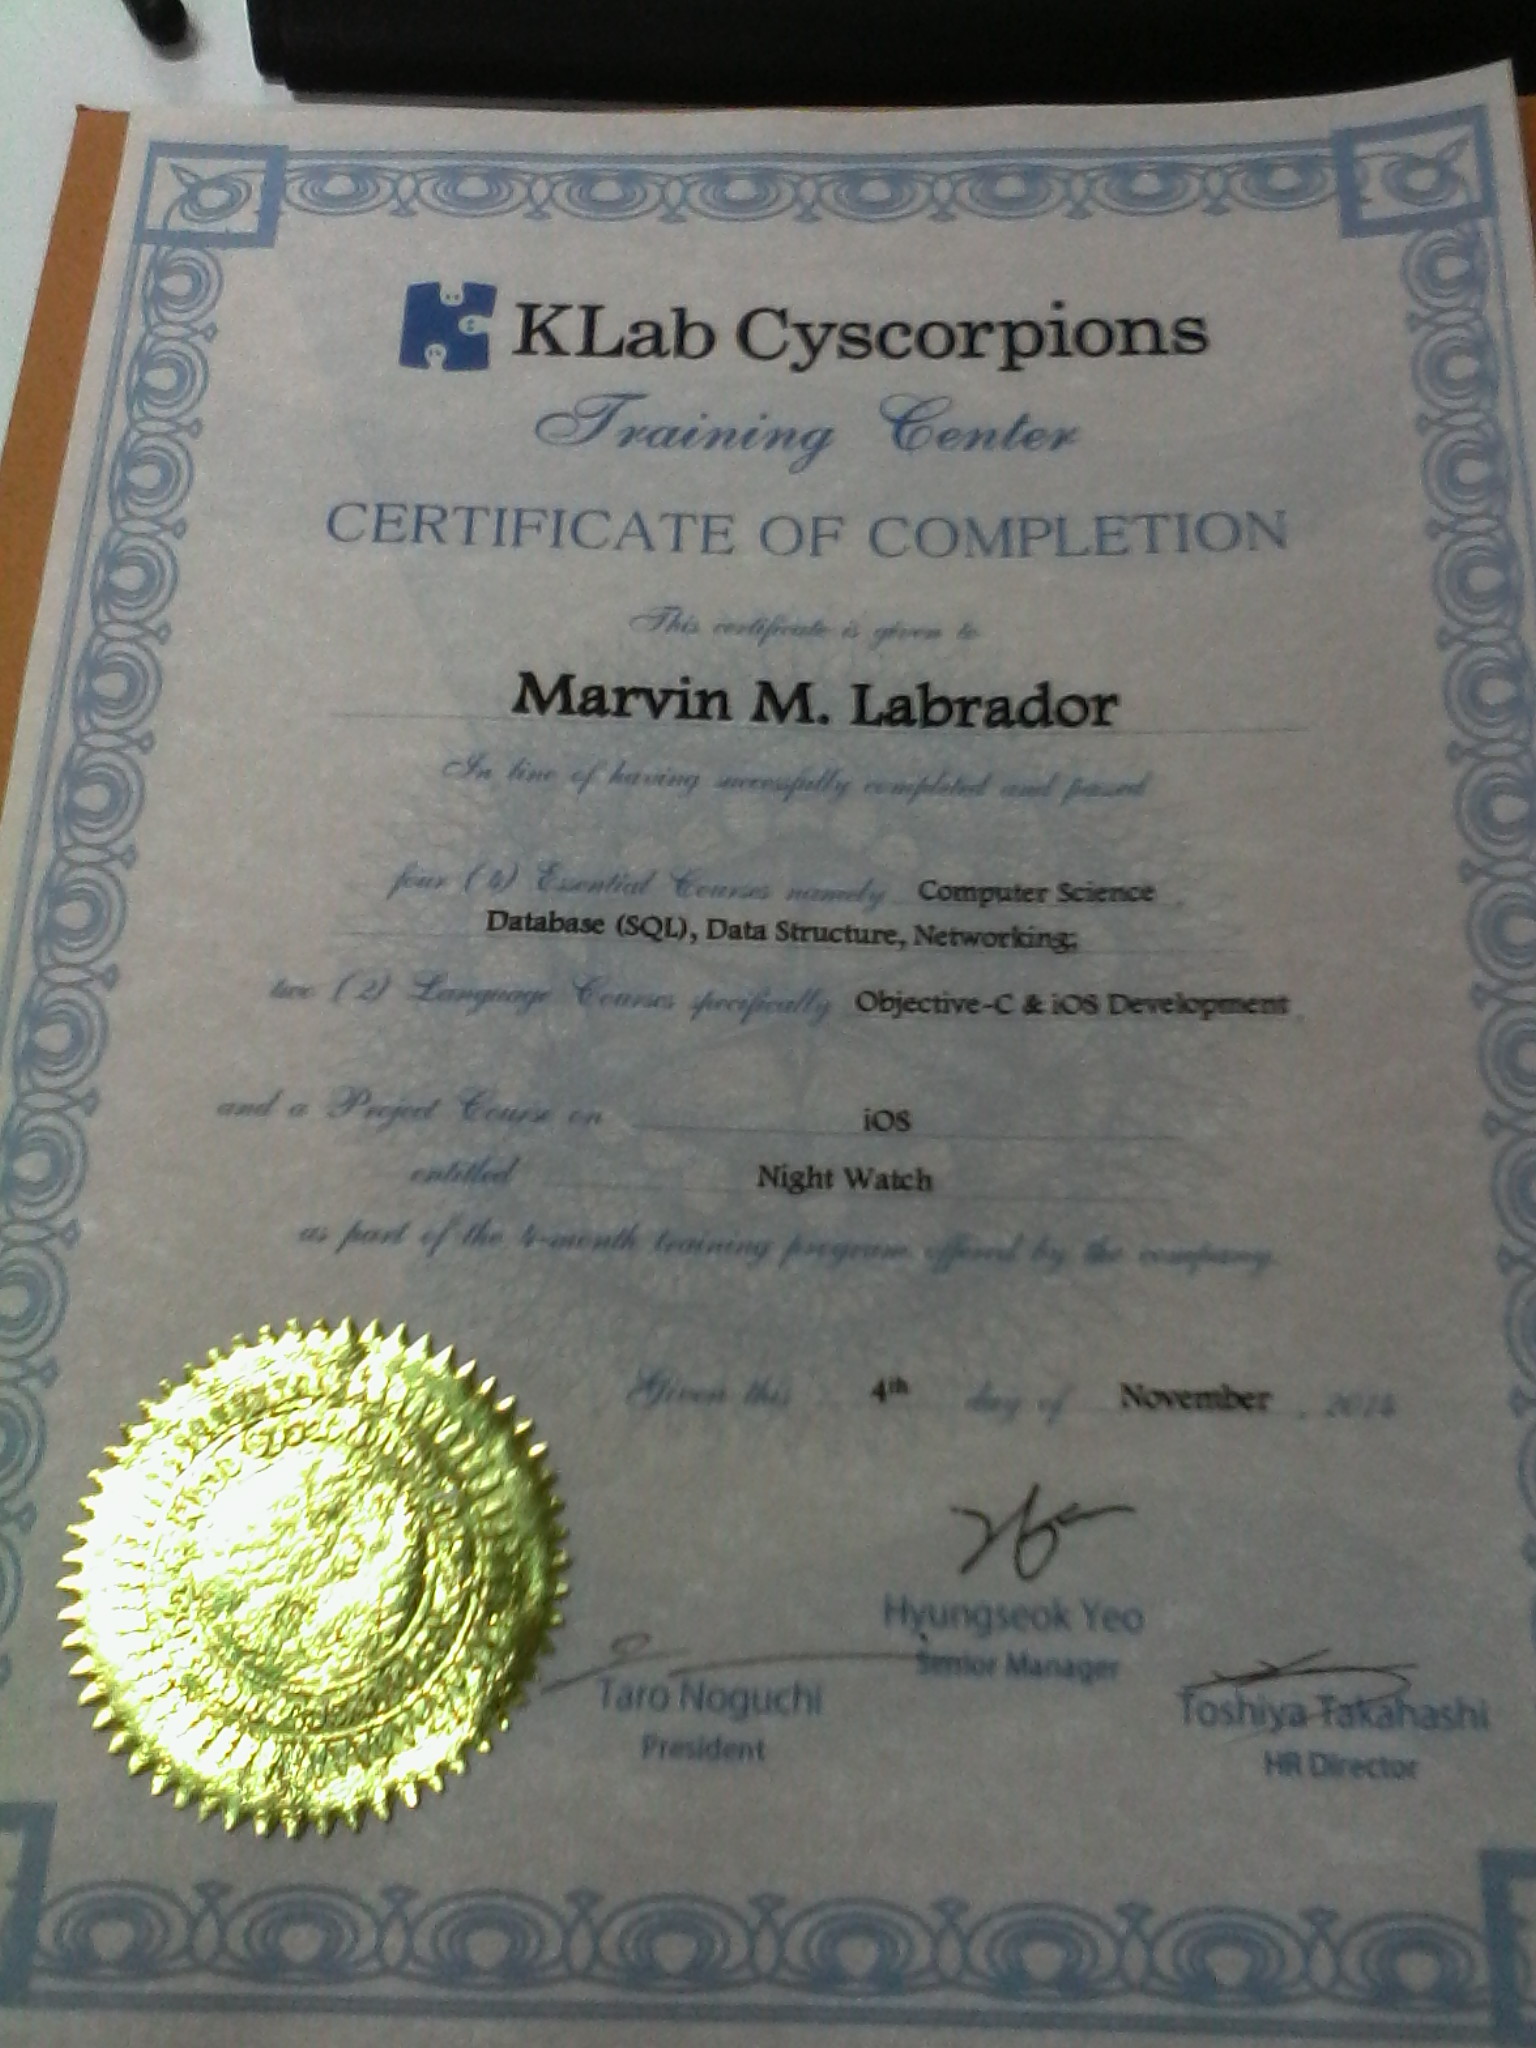 KLab Cyscorpions
Training Center
CERTIFICATE OF COMPLETION
This certificate is given to
Marvin M. Labrador
In line of having successfully completed and passed
four (4) Essential Courses namely Computer Science
Database (SQL), Data Structure, Networking;
two (2) Language Courses specifically Objective-C & iOS Development
and a Project Course on iOS
entitled Night Watch
as part of the 4-month training program offered by the company.
Given this 4th day of November, 2014
Hyungseok Yeo
Senior Manager
Taro Noguchi
President
Toshiya Takahashi
HR Director